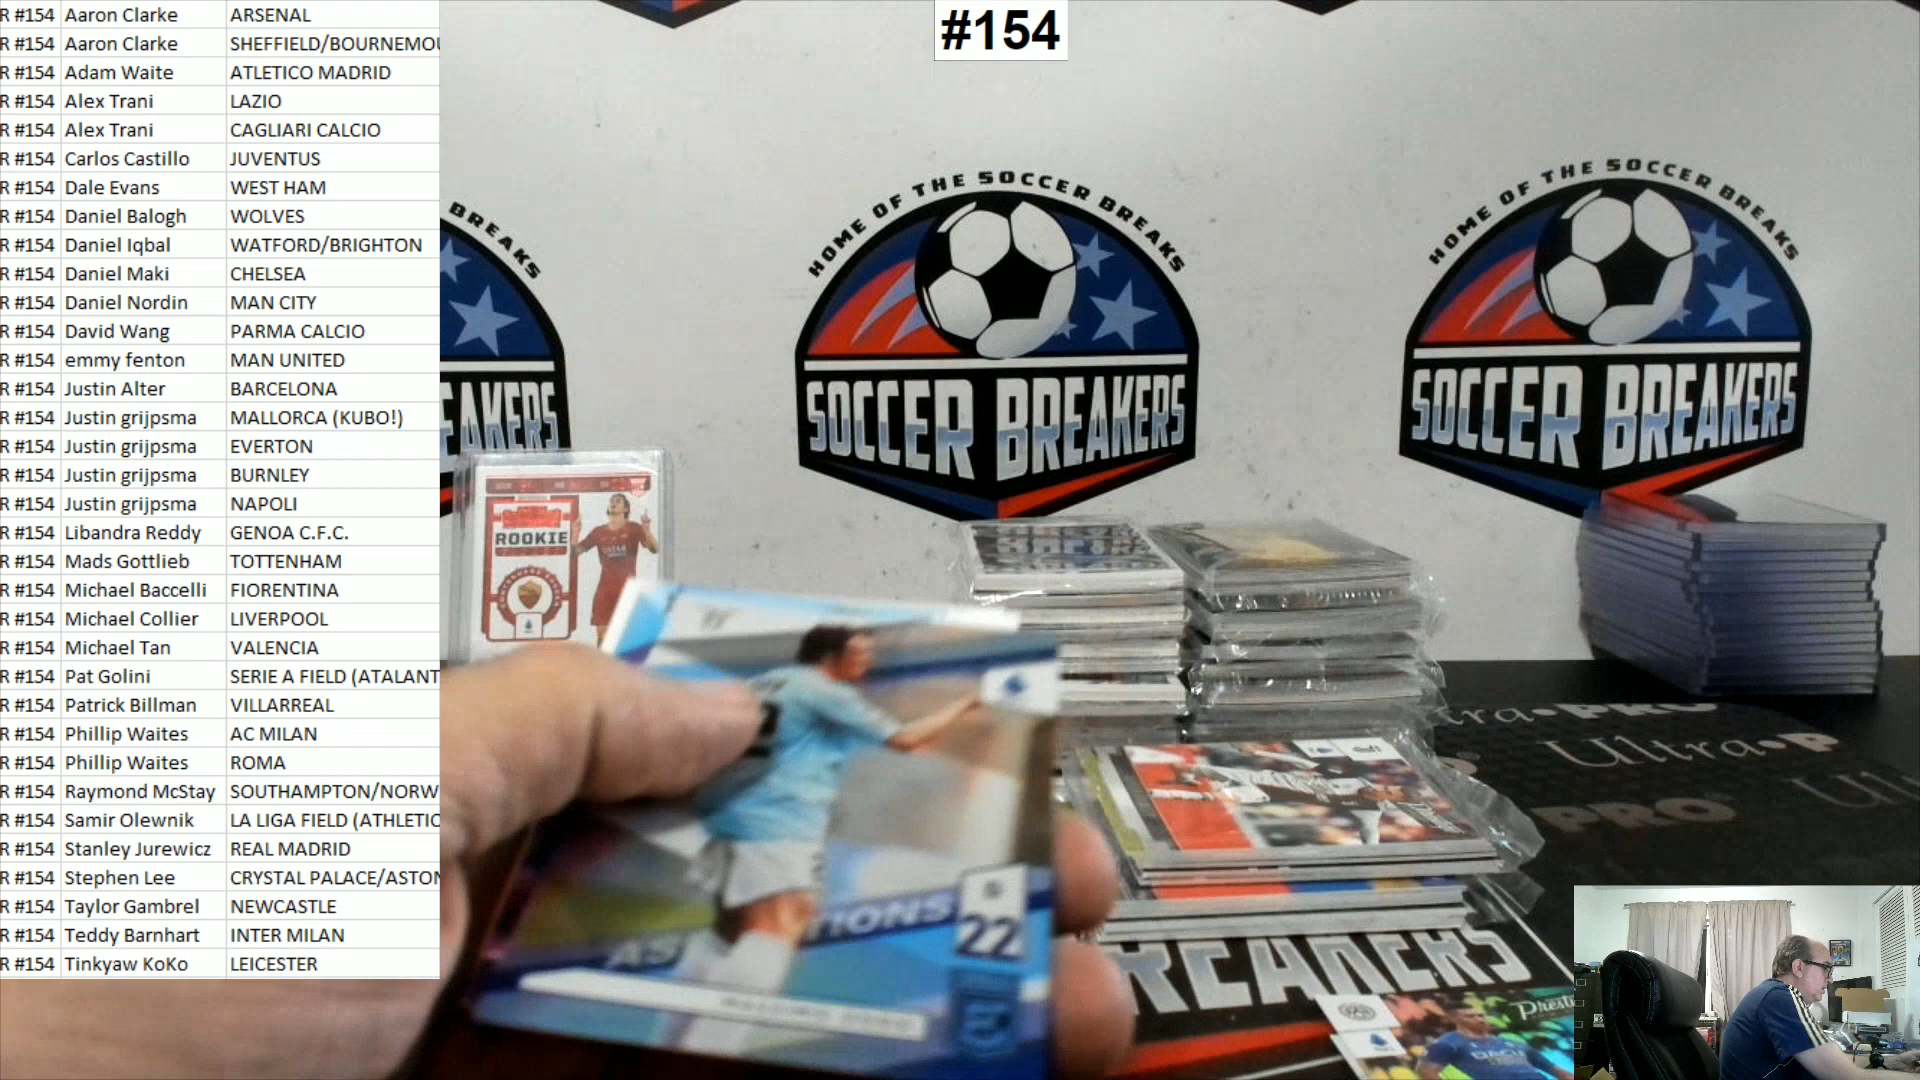 #154
R #154 Aaron Clarke ARSENAL
R #154 Aaron Clarke SHEFFIELD/BOURNEMOU
R #154 Adam Waite ATLETICO MADRID
R #154 Alex Trani LAZIO
R #154 Alex Trani CAGLIARI CALCIO
R #154 Carlos Castillo JUVENTUS
R #154 Dale Evans WEST HAM
R #154 Daniel Balogh WOLVES
R #154 Daniel Iqbal WATFORD/BRIGHTON
R #154 Daniel Maki CHELSEA
R #154 Daniel Nordin MAN CITY
R #154 David Wang PARMA CALCIO
R #154 emmy fenton MAN UNITED
R #154 Justin Alter BARCELONA
R #154 Justin grijpsma MALLORCA (KUBO!)
R #154 Justin grijpsma EVERTON
R #154 Justin grijpsma BURNLEY
R #154 Justin grijpsma NAPOLI
R #154 Libandra Reddy GENOA C.F.C.
R #154 Mads Gottlieb TOTTENHAM
R #154 Michael Baccelli FIORENTINA
R #154 Michael Collier LIVERPOOL
R #154 Michael Tan VALENCIA
R #154 Pat Golini SERIE A FIELD (ATALANT
R #154 Patrick Billman VILLARREAL
R #154 Phillip Waites AC MILAN
R #154 Phillip Waites ROMA
R #154 Raymond McStay SOUTHAMPTON/NORW
R #154 Samir Olewnik LA LIGA FIELD (ATHLETIC
R #154 Stanley Jurewicz REAL MADRID
R #154 Stephen Lee CRYSTAL PALACE/ASTON
R #154 Taylor Gambrel NEWCASTLE
R #154 Teddy Barnhart INTER MILAN
R #154 Tinkyaw KoKo LEICESTER
BREAKS
EAKERS
HOME OF THE SOCCER BREAKS
SOCCER BREAKERS
HOME OF THE SOCCER BREAKS
SOCCER BREAKERS
ROOKIE
tra•PRO
Ultra•P
PRO
Ult
22
Presti